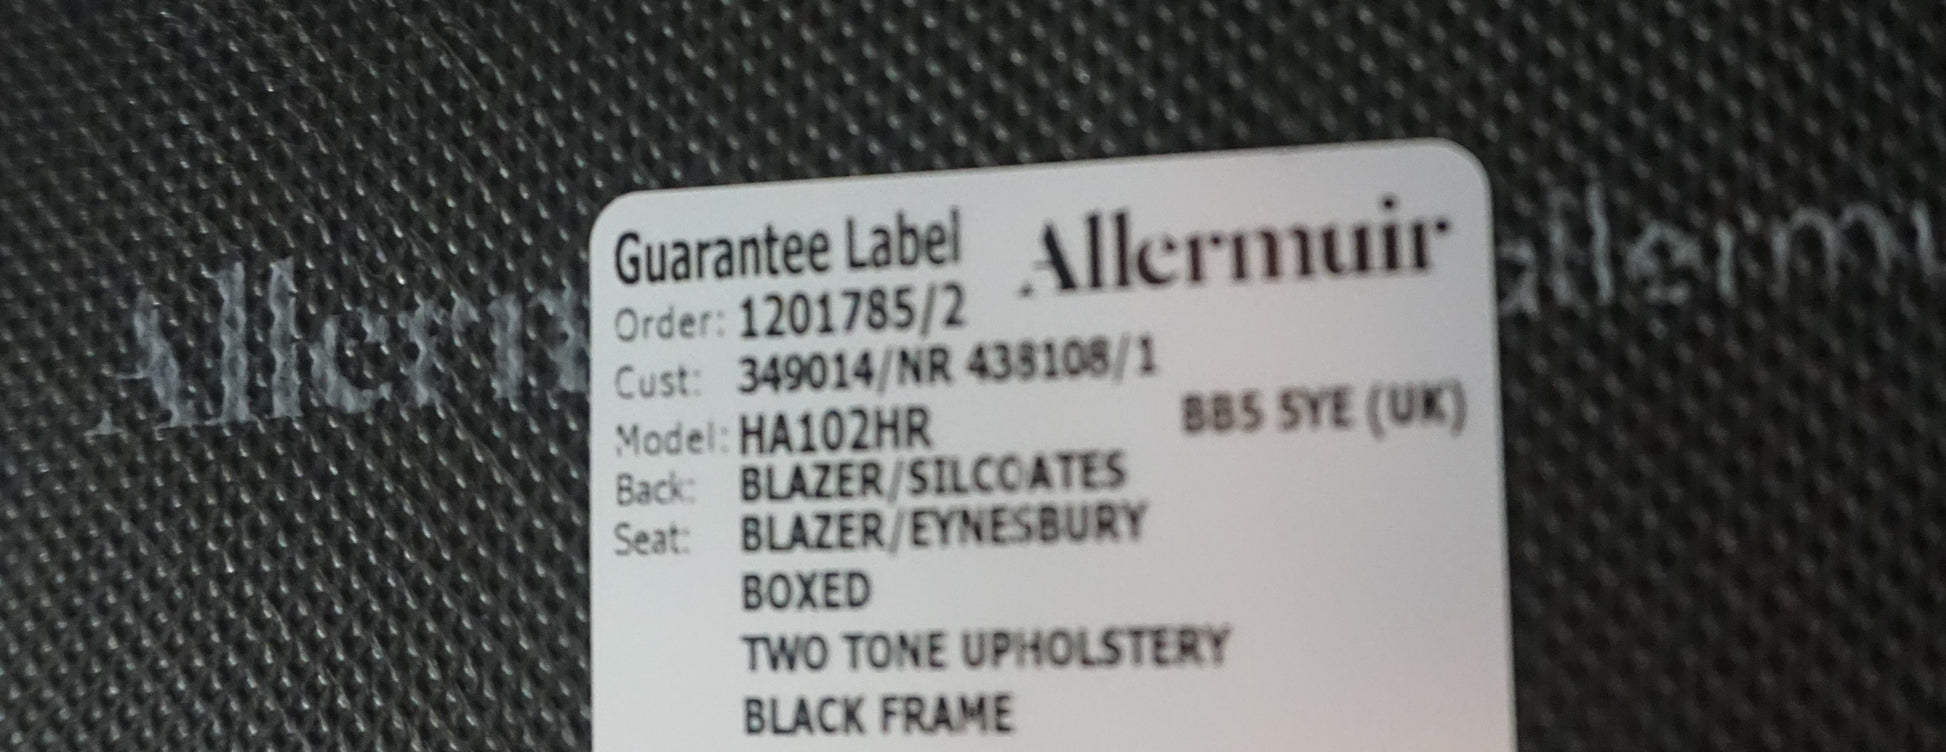 Guarantee Label Allermuir
Order: 1201785/2
Cust: 349014/NR 438108/1
BB5 5YE (UK)
Model: HA102HR
Back: BLAZER/SILCOATES
Seat: BLAZER/EYNESBURY
BOXED
TWO TONE UPHOLSTERY
BLACK FRAME